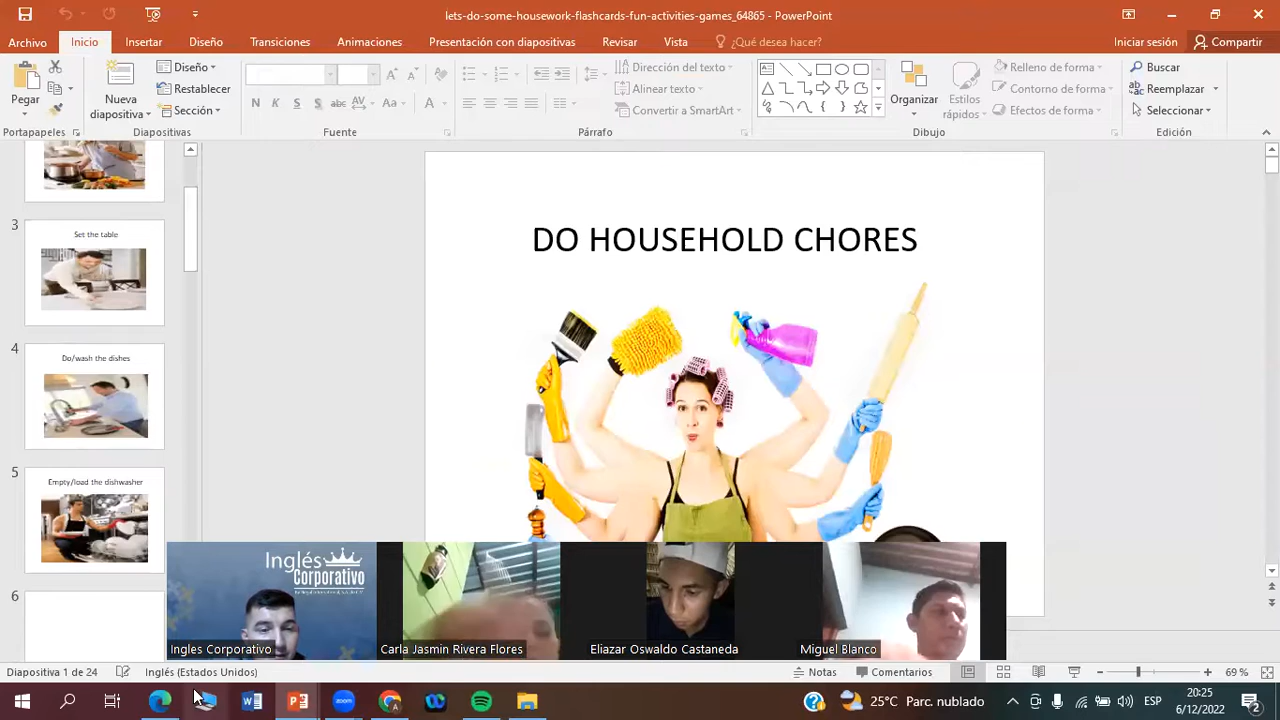 lets-do-some-housework-flashcards-fun-activities-games_64865 - PowerPoint
Archivo Inicio Insertar Diseño Transiciones Animaciones Presentación con diapositivas Revisar Vista ¿Qué desea hacer? Iniciar sesión Compartir
Pegar
Nueva diapositiva
Diseño
Restablecer
Sección
N K S S abc AV Aa A
Dirección del texto
Alinear texto
Convertir a SmartArt
Organizar
Estilos rápidos
Relleno de forma
Contorno de forma
Efectos de forma
Buscar
Reemplazar
Seleccionar
Portapapeles Diapositivas Fuente Párrafo Dibujo Edición
3
Set the table
4
Do/wash the dishes
5
Empty/load the dishwasher
6
DO HOUSEHOLD CHORES
Inglés
Corporativo
Ingles Corporativo
Carla Jasmin Rivera Flores
Eliazar Oswaldo Castaneda
Miguel Blanco
Diapositiva 1 de 24 Inglés (Estados Unidos) Notas Comentarios 69 %
zoom
25°C Parc. nublado
ESP
20:25
6/12/2022
2